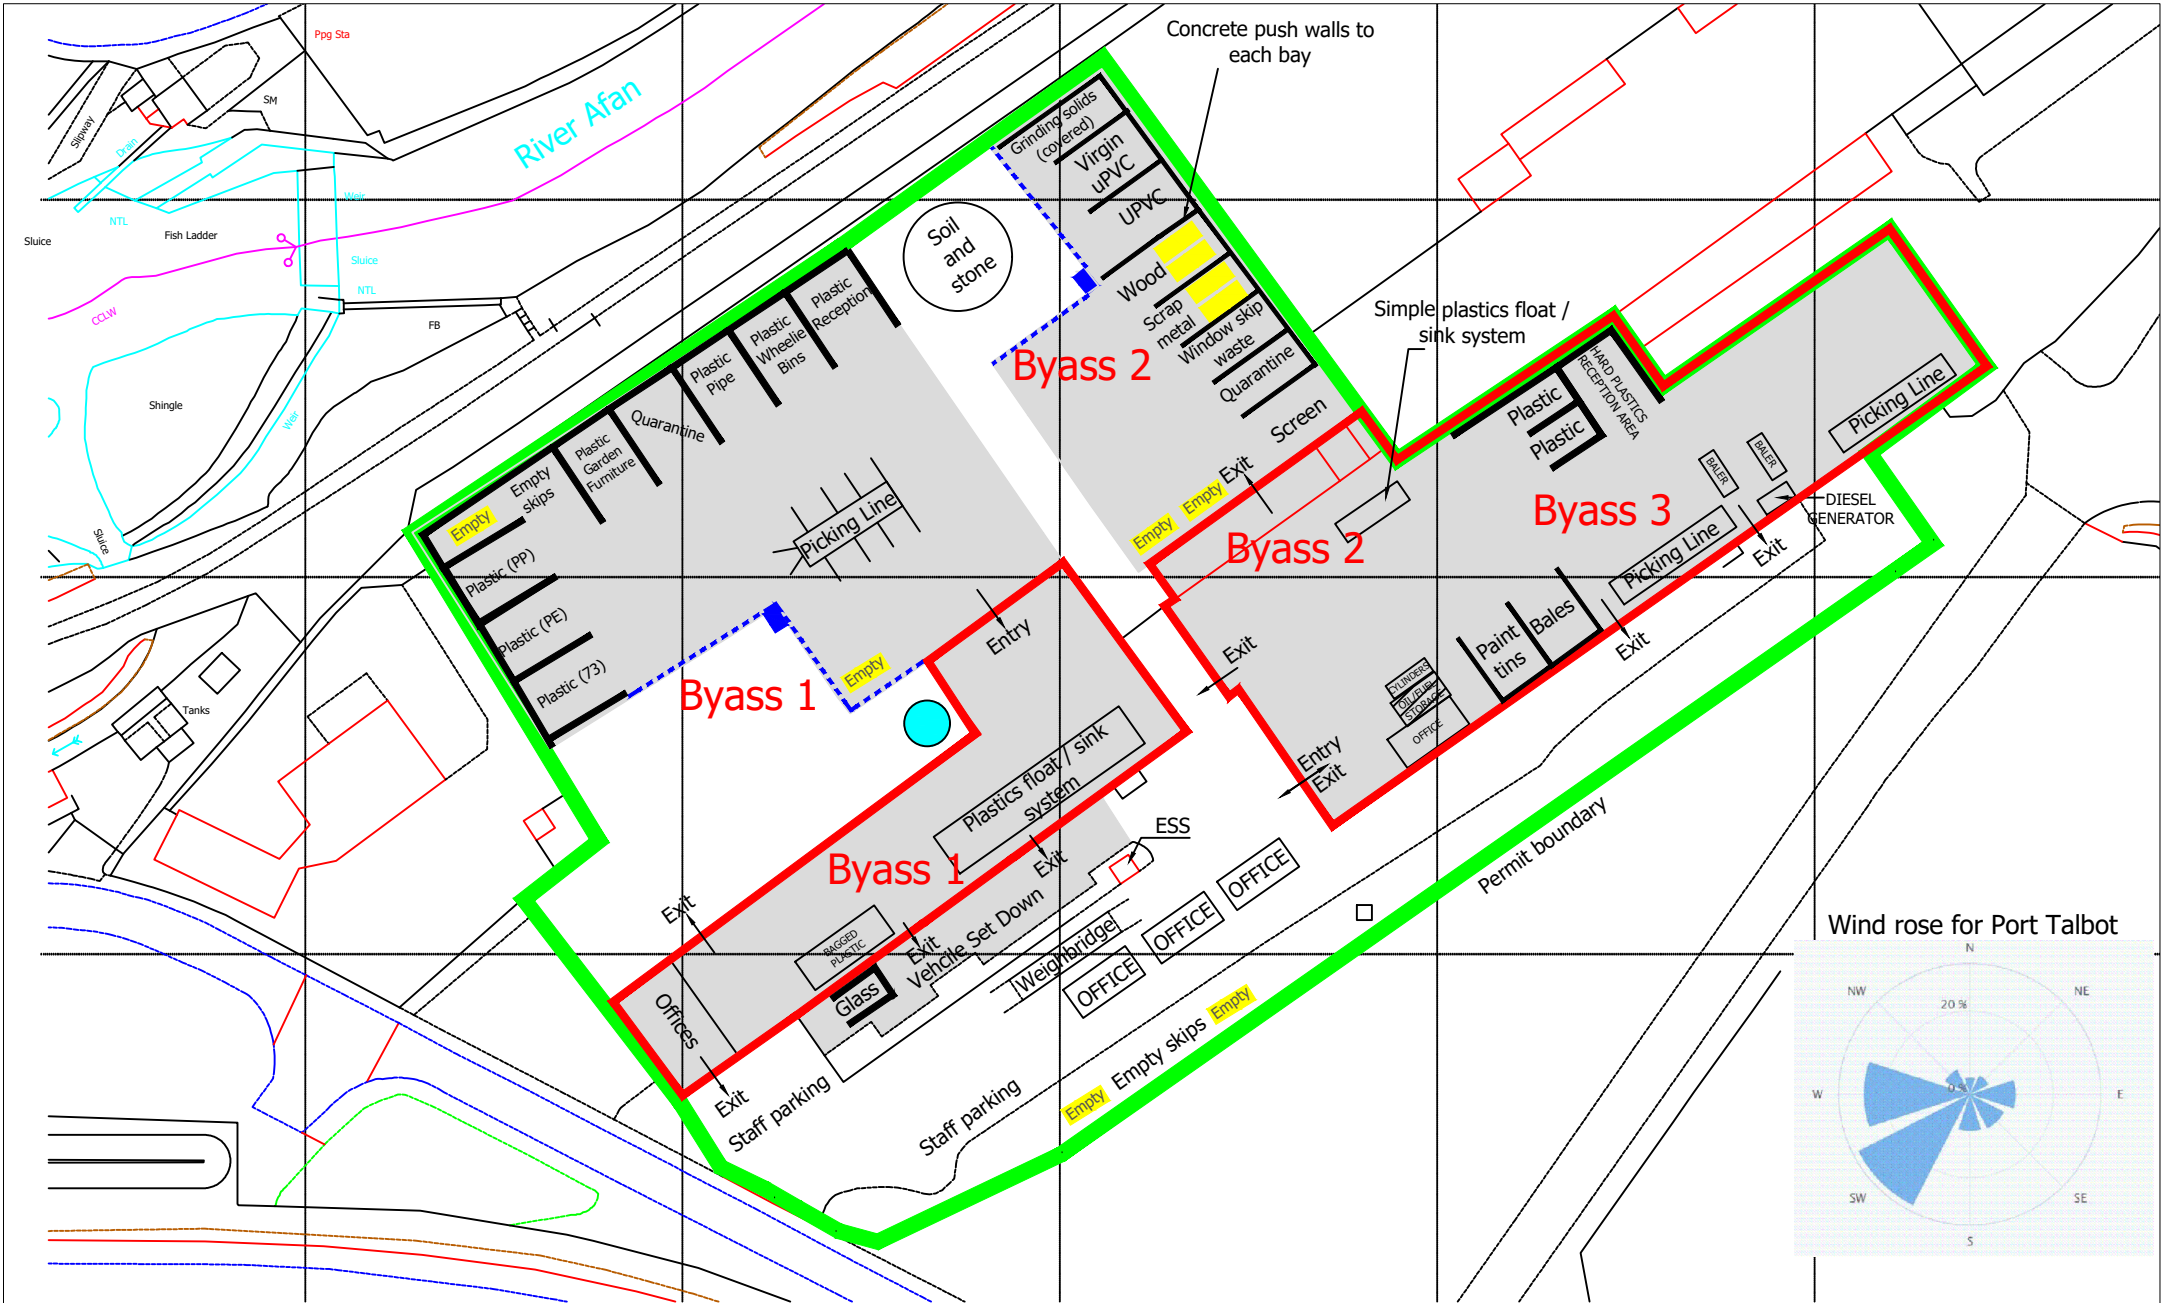 Ppg Sta
Concrete push walls to
each bay
SM
Slipway
Drain
River Afan
Grinding solids
(covered)
Virgin
uPVC
UPVC
Weir
NTL
Fish Ladder
Sluice
Sluice
NTL
CCLW
FB
Soil
and
stone
Wood
Scrap
metal
Window skip
waste
Quarantine
Screen
Simple plastics float /
sink system
Plastic
Reception
Plastic
Wheelie
Bins
Plastic
Pipe
Quarantine
Plastic
Garden
Furniture
Empty
skips
Empty
Byass 2
HARD PLASTICS
RECEPTION AREA
Plastic
Plastic
Picking Line
BALER
BALER
Shingle
Weir
Sluice
Picking Line
Exit
Empty
Empty
Byass 2
Byass 3
DIESEL
GENERATOR
Exit
Picking Line
Plastic (PP)
Plastic (PE)
Plastic (73)
Entry
Empty
Byass 1
Exit
Exit
Bales
Paint
tins
CYLINDERS
OIL/FUEL
STORAGE
OFFICE
Tanks
Entry
Exit
Plastics float / sink
system
ESS
Exit
Byass 1
Permit boundary
Exit
BAGGED
PLASTIC
Exit
Vehcile Set Down
OFFICE
OFFICE
OFFICE
Weighbridge
Glass
Offices
Exit
Staff parking
Staff parking
Empty
Empty skips
Empty
Wind rose for Port Talbot
N
NW
NE
20 %
0 %
W
E
SW
SE
S